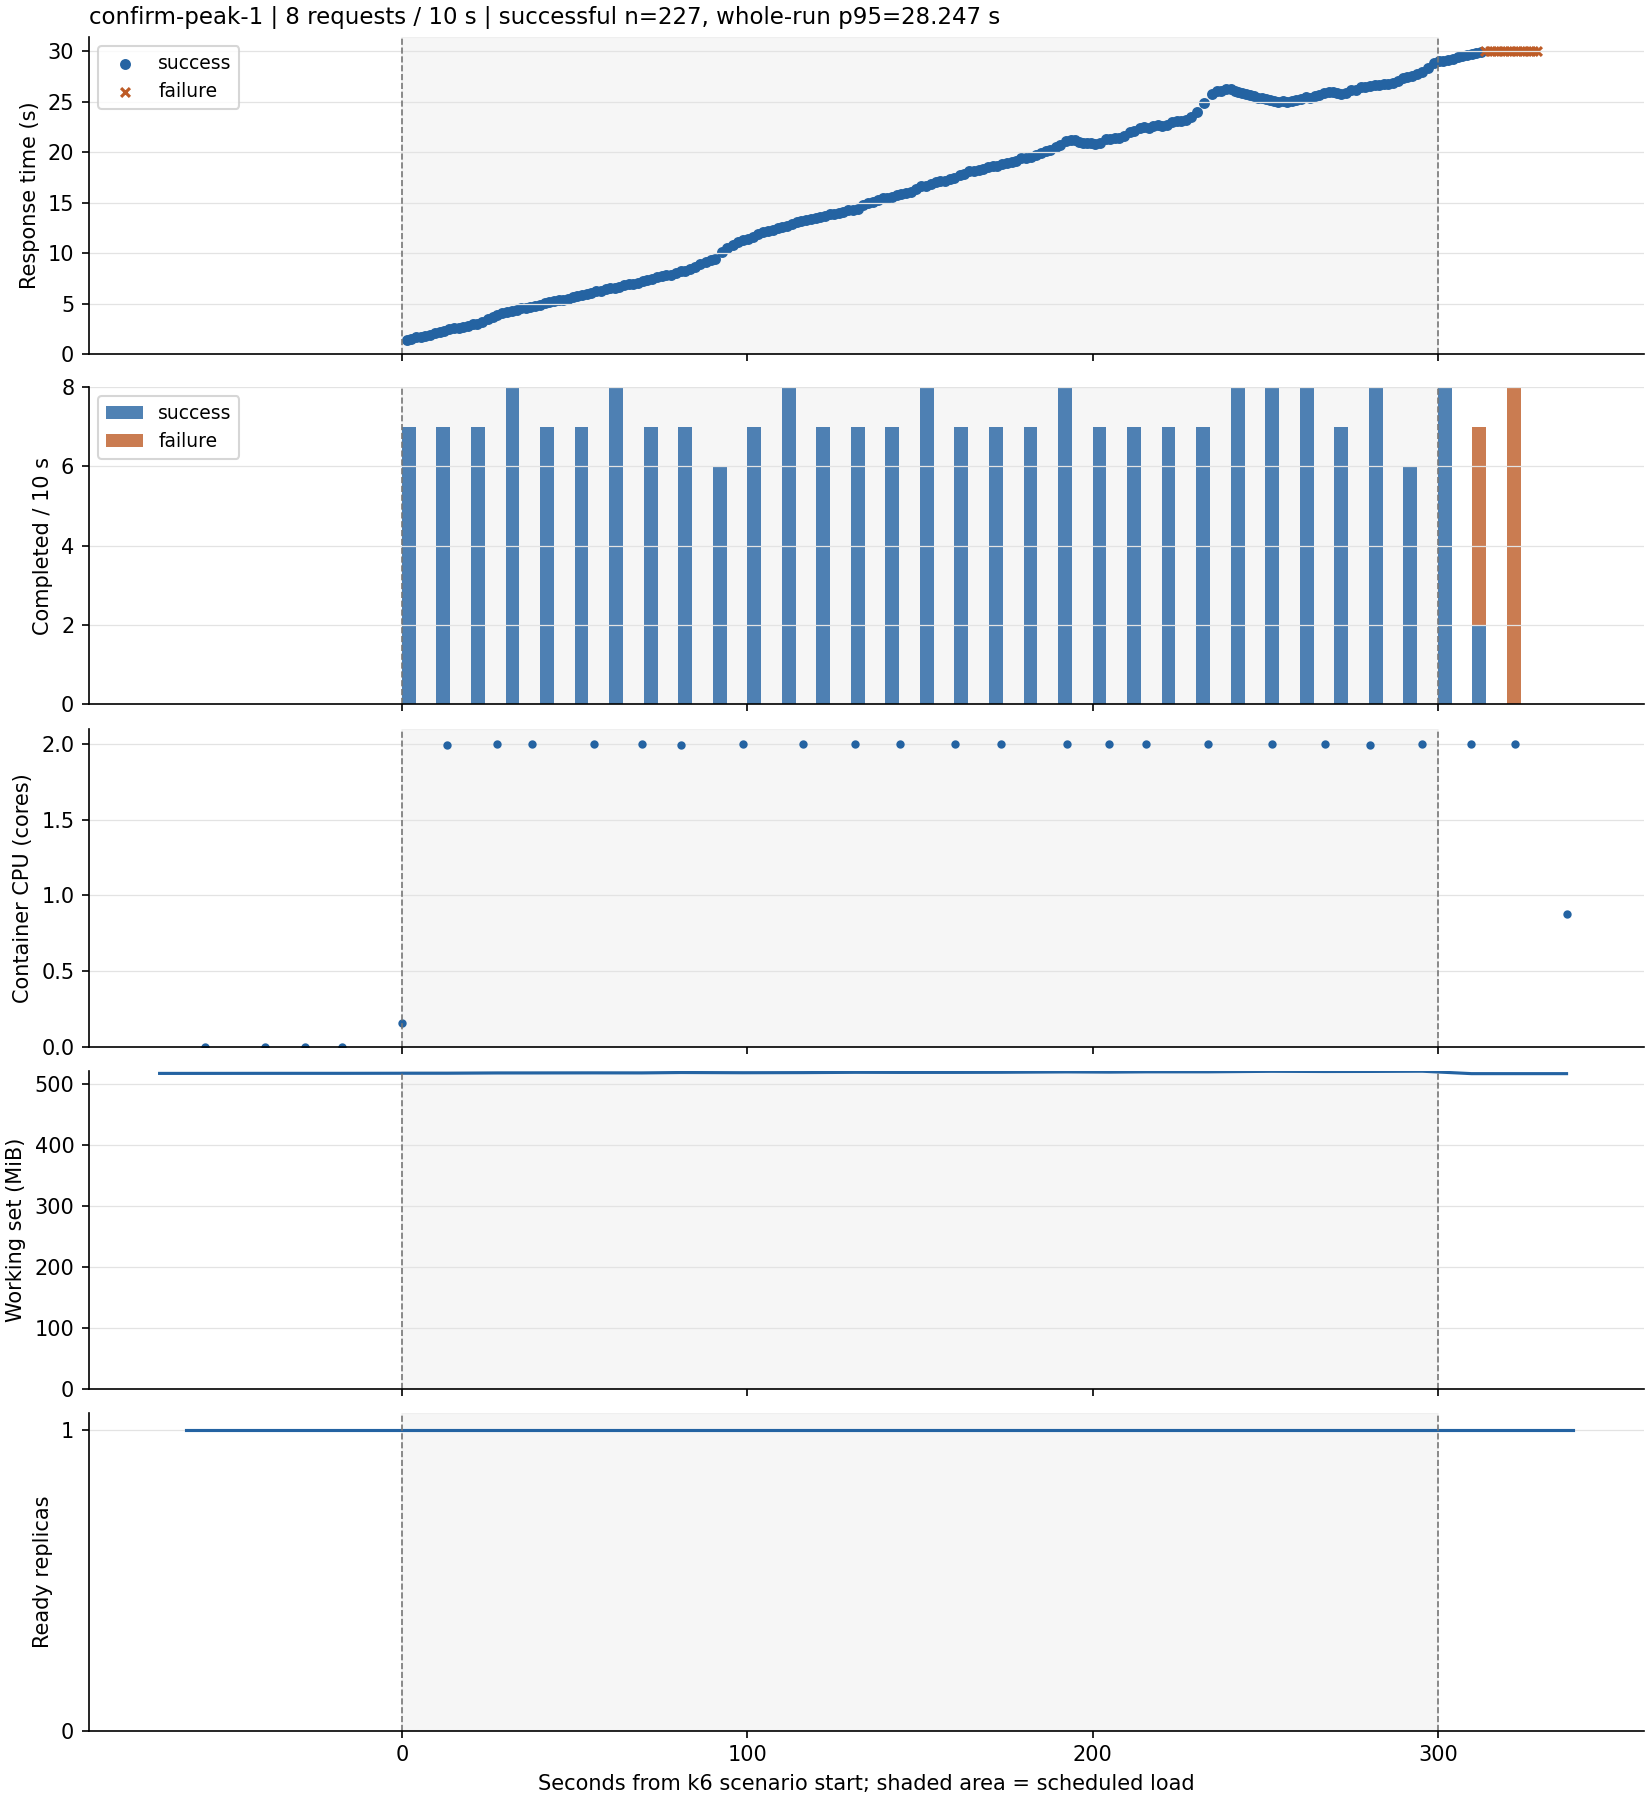 confirm-peak-1 | 8 requests / 10 s | successful n=227, whole-run p95=28.247 s
Response time (s)
30
25
20
15
10
5
0
success
failure
Completed / 10 s
8
6
4
2
0
success
failure
Container CPU (cores)
2.0
1.5
1.0
0.5
0.0
Working set (MiB)
500
400
300
200
100
0
Ready replicas
1
0
0 100 200 300
Seconds from k6 scenario start; shaded area = scheduled load